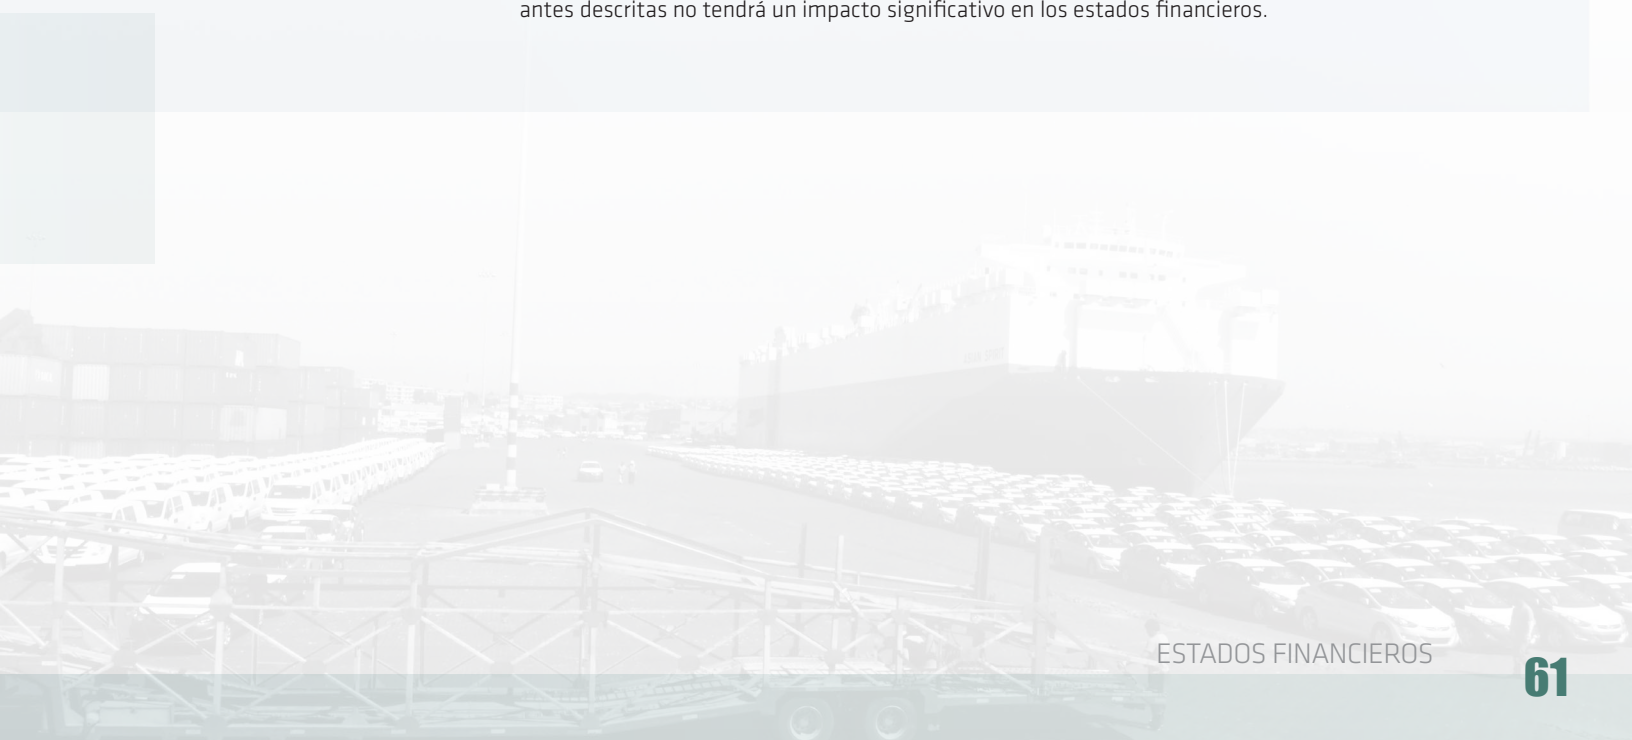 antes descritas no tendrá un impacto significativo en los estados financieros.
ESTADOS FINANCIEROS
61